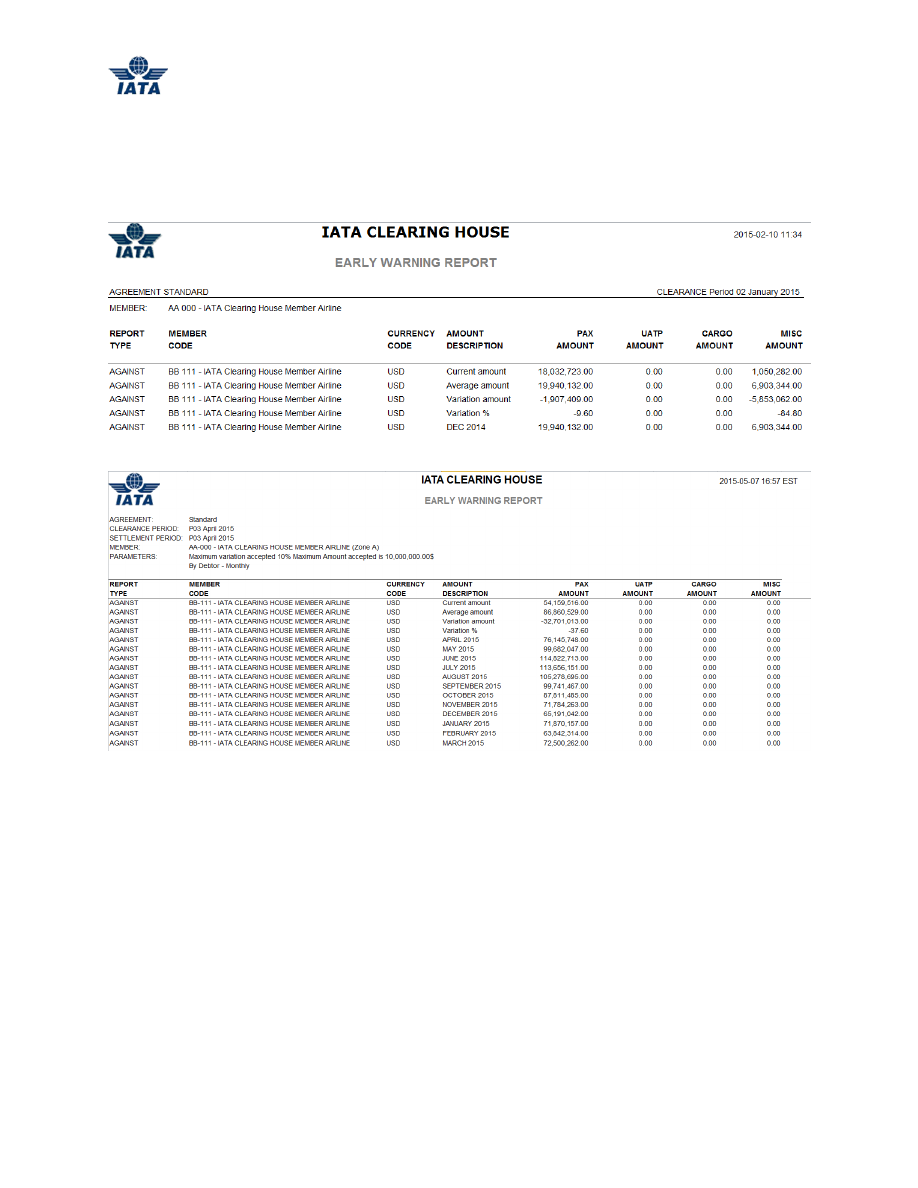 IATA
IATA
IATA CLEARING HOUSE
2015-02-10 11:34
EARLY WARNING REPORT
AGREEMENT STANDARD CLEARANCE Period 02 January 2015
MEMBER: AA 000 - IATA Clearing House Member Airline
REPORT MEMBER CURRENCY AMOUNT PAX UATP CARGO MISC
TYPE CODE CODE DESCRIPTION AMOUNT AMOUNT AMOUNT AMOUNT
AGAINST BB 111 - IATA Clearing House Member Airline USD Current amount 18,032,723.00 0.00 0.00 1,050,282.00
AGAINST BB 111 - IATA Clearing House Member Airline USD Average amount 19,940,132.00 0.00 0.00 6,903,344.00
AGAINST BB 111 - IATA Clearing House Member Airline USD Variation amount -1,907,409.00 0.00 0.00 -5,853,062.00
AGAINST BB 111 - IATA Clearing House Member Airline USD Variation % -9.60 0.00 0.00 -84.80
AGAINST BB 111 - IATA Clearing House Member Airline USD DEC 2014 19,940,132.00 0.00 0.00 6,903,344.00
IATA
IATA CLEARING HOUSE
2015-05-07 16:57 EST
EARLY WARNING REPORT
AGREEMENT: Standard
CLEARANCE PERIOD: P03 April 2015
SETTLEMENT PERIOD: P03 April 2015
MEMBER: AA-000 - IATA CLEARING HOUSE MEMBER AIRLINE (Zone A)
PARAMETERS: Maximum variation accepted 10% Maximum Amount accepted is 10,000,000.00$
By Debtor - Monthly
REPORT MEMBER CURRENCY AMOUNT PAX UATP CARGO MISC
TYPE CODE CODE DESCRIPTION AMOUNT AMOUNT AMOUNT AMOUNT
AGAINST BB-111 - IATA CLEARING HOUSE MEMBER AIRLINE USD Current amount 54,159,516.00 0.00 0.00 0.00
AGAINST BB-111 - IATA CLEARING HOUSE MEMBER AIRLINE USD Average amount 86,860,529.00 0.00 0.00 0.00
AGAINST BB-111 - IATA CLEARING HOUSE MEMBER AIRLINE USD Variation amount -32,701,013.00 0.00 0.00 0.00
AGAINST BB-111 - IATA CLEARING HOUSE MEMBER AIRLINE USD Variation % -37.60 0.00 0.00 0.00
AGAINST BB-111 - IATA CLEARING HOUSE MEMBER AIRLINE USD APRIL 2015 76,145,748.00 0.00 0.00 0.00
AGAINST BB-111 - IATA CLEARING HOUSE MEMBER AIRLINE USD MAY 2015 99,682,047.00 0.00 0.00 0.00
AGAINST BB-111 - IATA CLEARING HOUSE MEMBER AIRLINE USD JUNE 2015 114,822,713.00 0.00 0.00 0.00
AGAINST BB-111 - IATA CLEARING HOUSE MEMBER AIRLINE USD JULY 2015 113,656,151.00 0.00 0.00 0.00
AGAINST BB-111 - IATA CLEARING HOUSE MEMBER AIRLINE USD AUGUST 2015 105,278,695.00 0.00 0.00 0.00
AGAINST BB-111 - IATA CLEARING HOUSE MEMBER AIRLINE USD SEPTEMBER 2015 99,741,467.00 0.00 0.00 0.00
AGAINST BB-111 - IATA CLEARING HOUSE MEMBER AIRLINE USD OCTOBER 2015 87,811,485.00 0.00 0.00 0.00
AGAINST BB-111 - IATA CLEARING HOUSE MEMBER AIRLINE USD NOVEMBER 2015 71,784,263.00 0.00 0.00 0.00
AGAINST BB-111 - IATA CLEARING HOUSE MEMBER AIRLINE USD DECEMBER 2015 65,191,042.00 0.00 0.00 0.00
AGAINST BB-111 - IATA CLEARING HOUSE MEMBER AIRLINE USD JANUARY 2015 71,870,157.00 0.00 0.00 0.00
AGAINST BB-111 - IATA CLEARING HOUSE MEMBER AIRLINE USD FEBRUARY 2015 63,842,314.00 0.00 0.00 0.00
AGAINST BB-111 - IATA CLEARING HOUSE MEMBER AIRLINE USD MARCH 2015 72,500,262.00 0.00 0.00 0.00